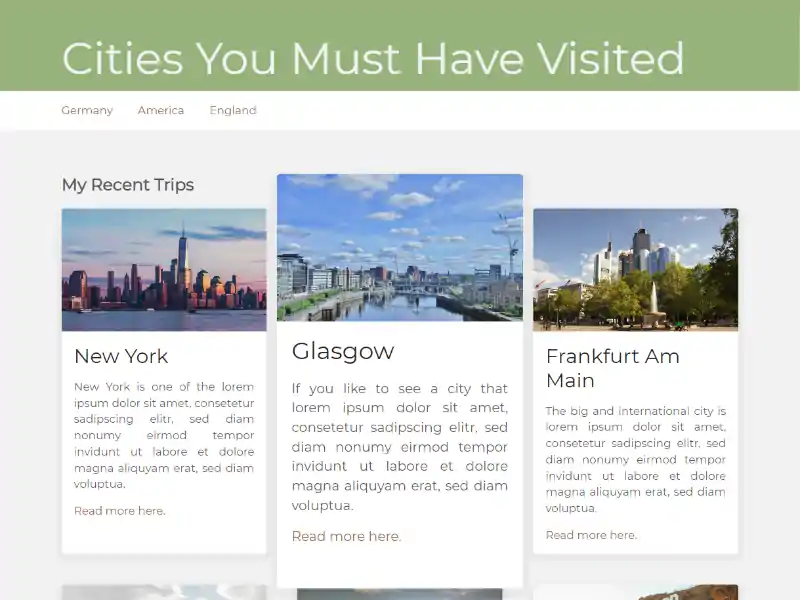 Cities You Must Have Visited
Germany America England
My Recent Trips
New York
New York is one of the lorem
ipsum dolor sit amet, consetetur
sadipscing elitr, sed diam
nonumy eirmod tempor
invidunt ut labore et dolore
magna aliquyam erat, sed diam
voluptua.
Read more here.
Glasgow
If you like to see a city that
lorem ipsum dolor sit amet,
consetetur sadipscing elitr, sed
diam nonumy eirmod tempor
invidunt ut labore et dolore
magna aliquyam erat, sed diam
voluptua.
Read more here.
Frankfurt Am
Main
The big and international city is
lorem ipsum dolor sit amet,
consetetur sadipscing elitr, sed
diam nonumy eirmod tempor
invidunt ut labore et dolore
magna aliquyam erat, sed diam
voluptua.
Read more here.